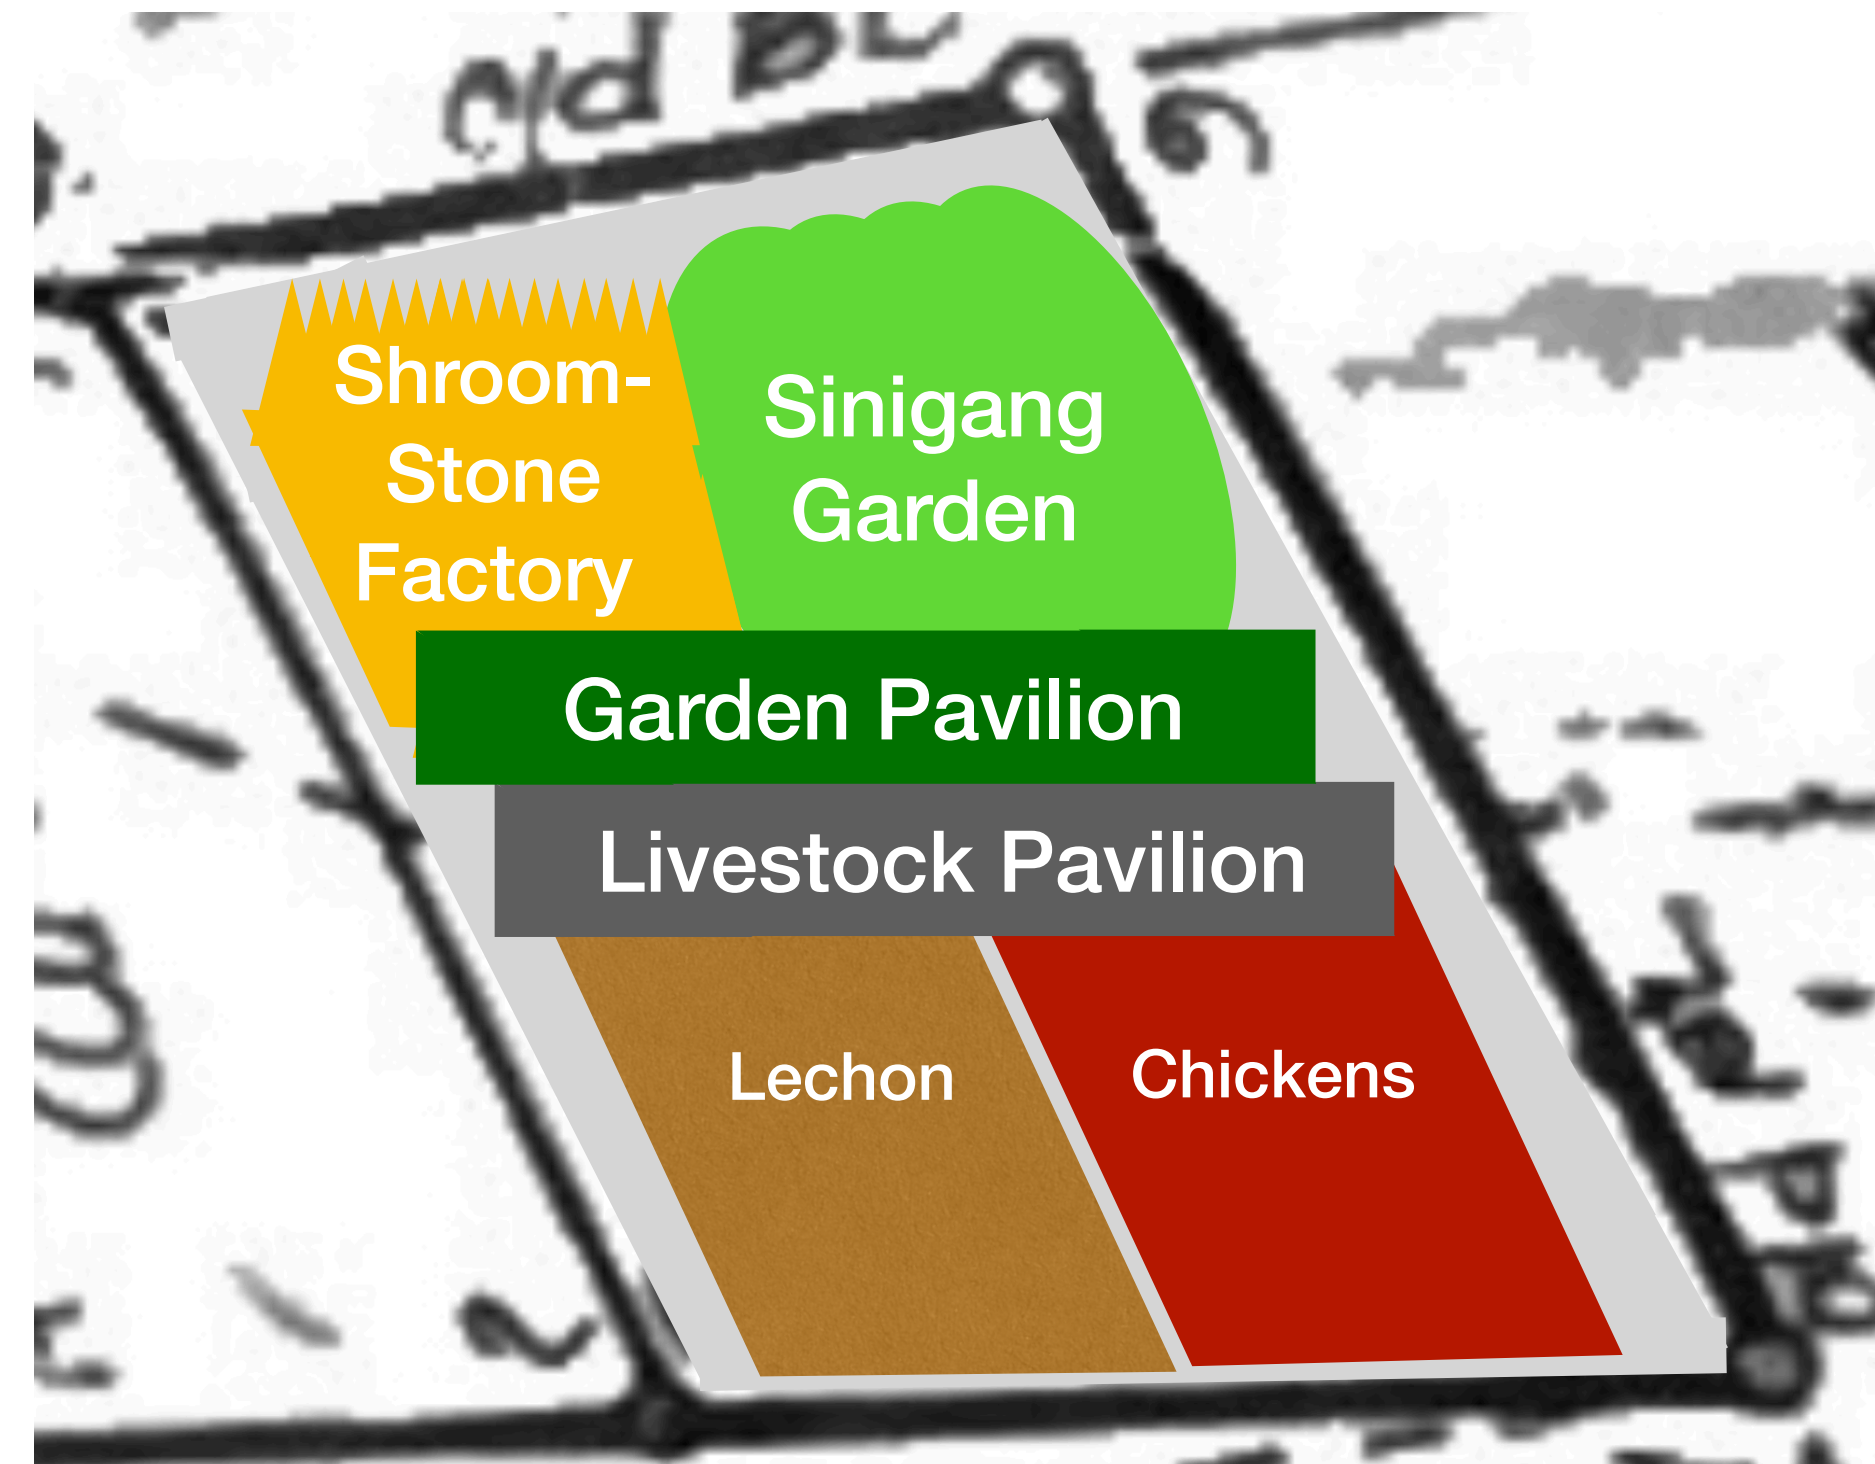 Shroom-
Stone
Factory
Sinigang
Garden
Garden Pavilion
Livestock Pavilion
Lechon
Chickens